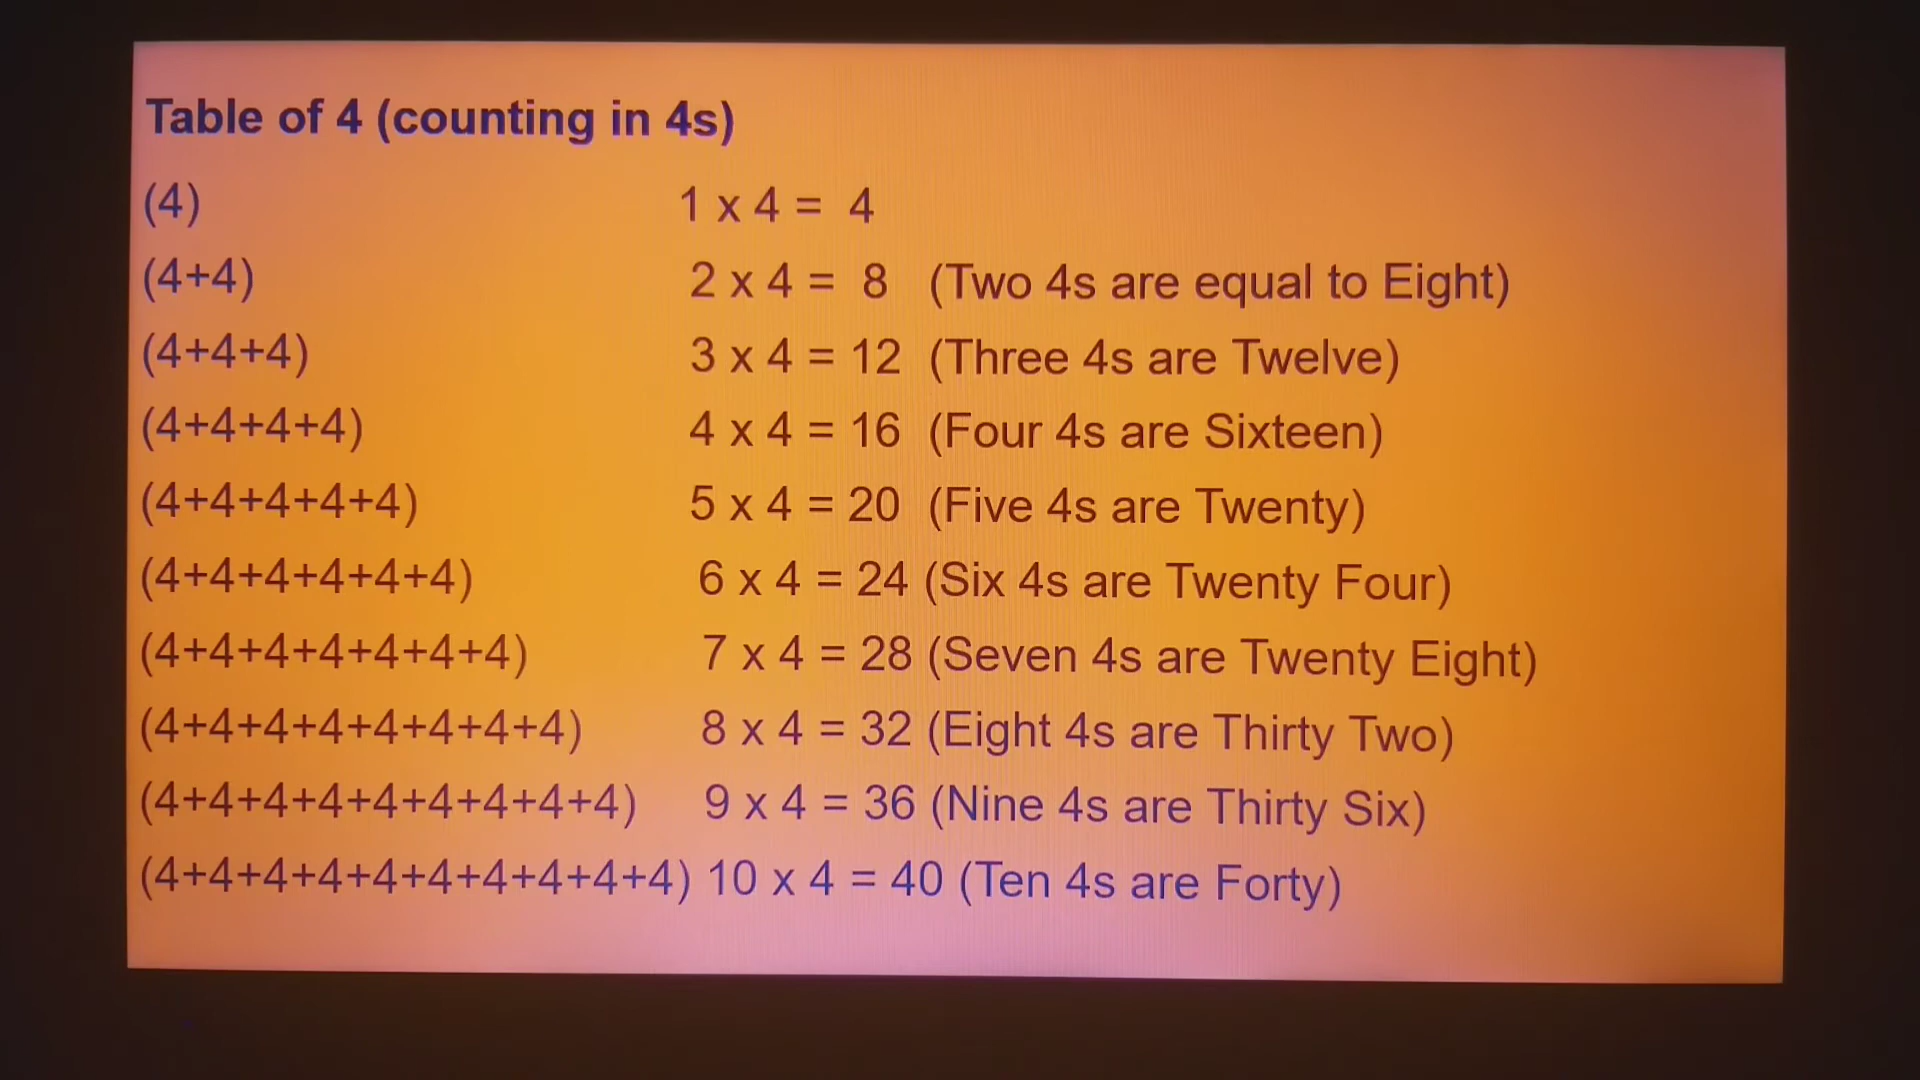 Table of 4 (counting in 4s)
(4) 1 x 4 = 4
(4+4) 2 x 4 = 8 (Two 4s are equal to Eight)
(4+4+4) 3 x 4 = 12 (Three 4s are Twelve)
(4+4+4+4) 4 x 4 = 16 (Four 4s are Sixteen)
(4+4+4+4+4) 5 x 4 = 20 (Five 4s are Twenty)
(4+4+4+4+4+4) 6 x 4 = 24 (Six 4s are Twenty Four)
(4+4+4+4+4+4+4) 7 x 4 = 28 (Seven 4s are Twenty Eight)
(4+4+4+4+4+4+4+4) 8 x 4 = 32 (Eight 4s are Thirty Two)
(4+4+4+4+4+4+4+4+4) 9 x 4 = 36 (Nine 4s are Thirty Six)
(4+4+4+4+4+4+4+4+4+4) 10 x 4 = 40 (Ten 4s are Forty)